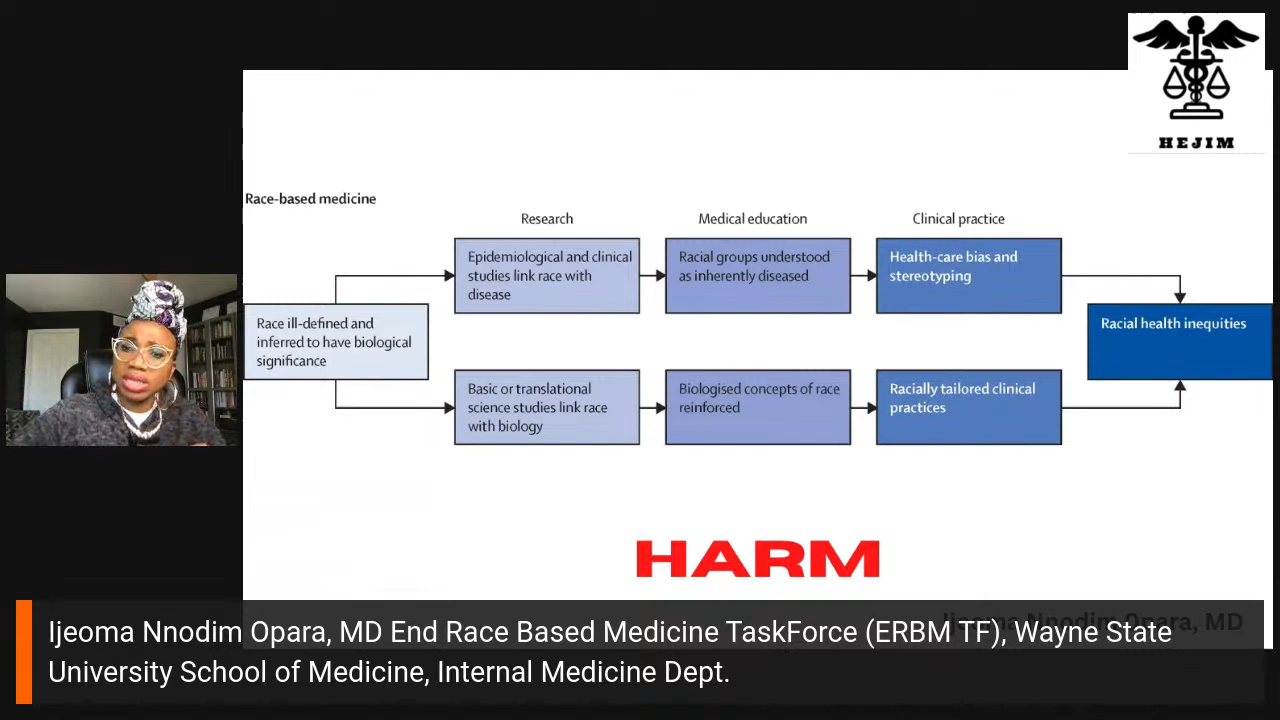 HEJIM
Race-based medicine
Research
Medical education
Clinical practice
Epidemiological and clinical
studies link race with
disease
Racial groups understood
as inherently diseased
Health-care bias and
stereotyping
Race ill-defined and
inferred to have biological
significance
Racial health inequities
Basic or translational
science studies link race
with biology
Biologised concepts of race
reinforced
Racially tailored clinical
practices
HARM
Ijeoma Nnodim Opara, MD
Ijeoma Nnodim Opara, MD End Race Based Medicine TaskForce (ERBM TF), Wayne State
University School of Medicine, Internal Medicine Dept.